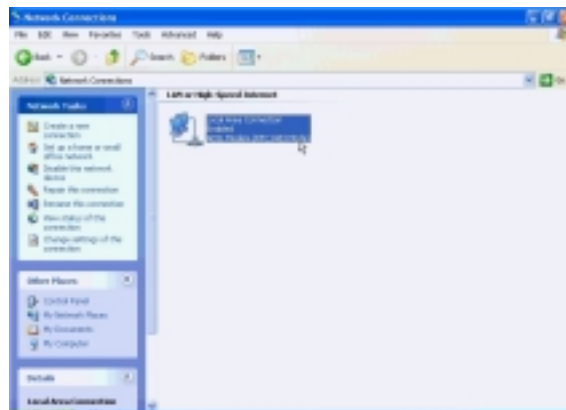 Network Connections
File Edit View Favorites Tools Advanced Help
Back Search Folders
Address Network Connections
LAN or High-Speed Internet
Local Area Connection
Enabled
Network Tasks
Create a new
connection
Set up a home or small
office network
Disable this network
device
Repair this connection
Rename this connection
View status of this
connection
Change settings of this
connection
Other Places
Control Panel
My Network Places
My Documents
My Computer
Details
Local Area Connection